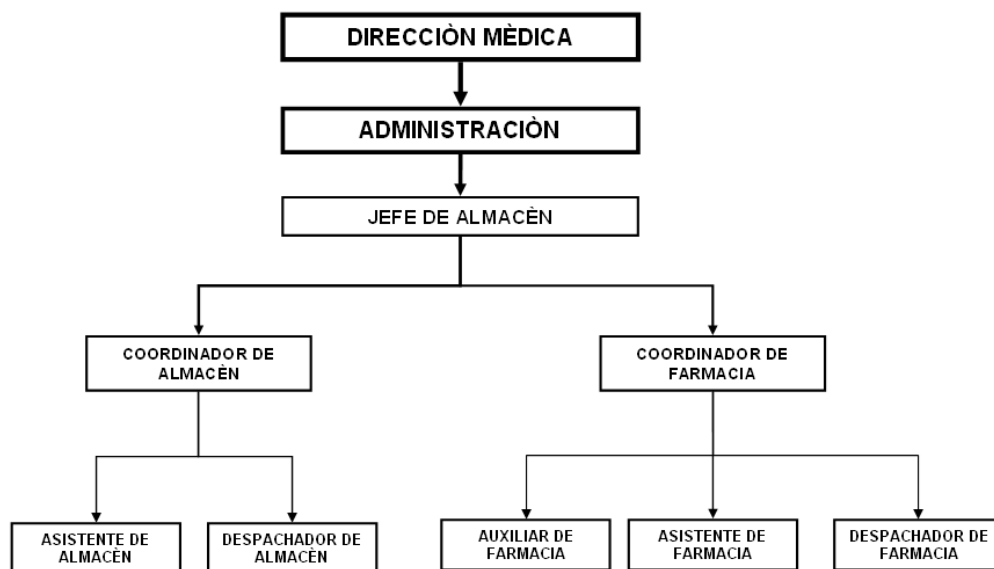 DIRECCIÒN MÈDICA
ADMINISTRACIÒN
JEFE DE ALMACÈN
COORDINADOR DE
ALMACÈN
COORDINADOR DE
FARMACIA
ASISTENTE DE
ALMACÈN
DESPACHADOR DE
ALMACÈN
AUXILIAR DE
FARMACIA
ASISTENTE DE
FARMACIA
DESPACHADOR DE
FARMACIA